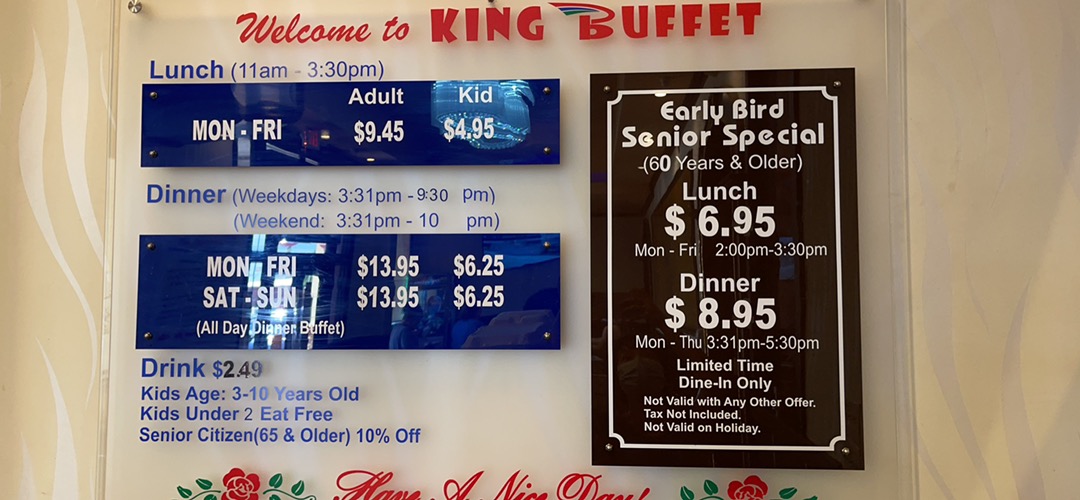 Welcome to KING BUFFET
Lunch (11am - 3:30pm)
Adult Kid
MON - FRI $9.45 $4.95
Dinner (Weekdays: 3:31pm - 9:30 pm)
(Weekend: 3:31pm - 10 pm)
MON - FRI $13.95 $6.25
SAT - SUN $13.95 $6.25
(All Day Dinner Buffet)
Drink $2.49
Kids Age: 3-10 Years Old
Kids Under 2 Eat Free
Senior Citizen(65 & Older) 10% Off
Early Bird
Senior Special
(60 Years & Older)
Lunch
$ 6.95
Mon - Fri 2:00pm-3:30pm
Dinner
$ 8.95
Mon - Thu 3:31pm-5:30pm
Limited Time
Dine-In Only
Not Valid with Any Other Offer.
Tax Not Included.
Not Valid on Holiday.
Have A Nice Day!